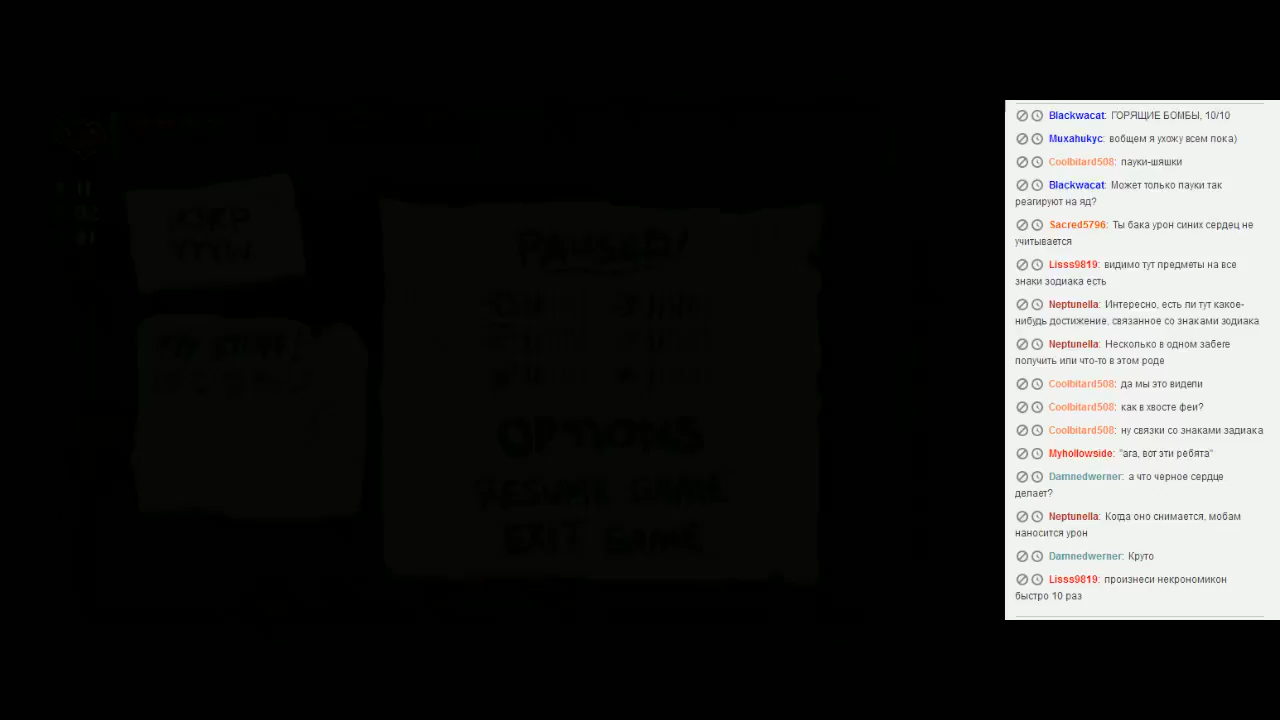 PAUSED!
OPTIONS
RESUME GAME
EXIT GAME
MY STUFF!
Blackwacat: ГОРЯЩИЕ БОМБЫ, 10/10
Muxahukyc: вобщем я ухожу всем пока)
Coolbitard508: пауки-шяшки
Blackwacat: Может только пауки так
реагируют на яд?
Sacred5796: Ты бака урон синих сердец не
учитывается
Lisss9819: видимо тут предметы на все
знаки зодиака есть
Neptunella: Интересно, есть ли тут какое-
нибудь достижение, связанное со знаками зодиака
Neptunella: Несколько в одном забеге
получить или что-то в этом роде
Coolbitard508: да мы это видели
Coolbitard508: как в хвосте феи?
Coolbitard508: ну связки со знаками задиака
Myhollowside: "ага, вот эти ребята"
Damnedwerner: а что черное сердце
делает?
Neptunella: Когда оно снимается, мобам
наносится урон
Damnedwerner: Круто
Lisss9819: произнеси некрономикон
быстро 10 раз